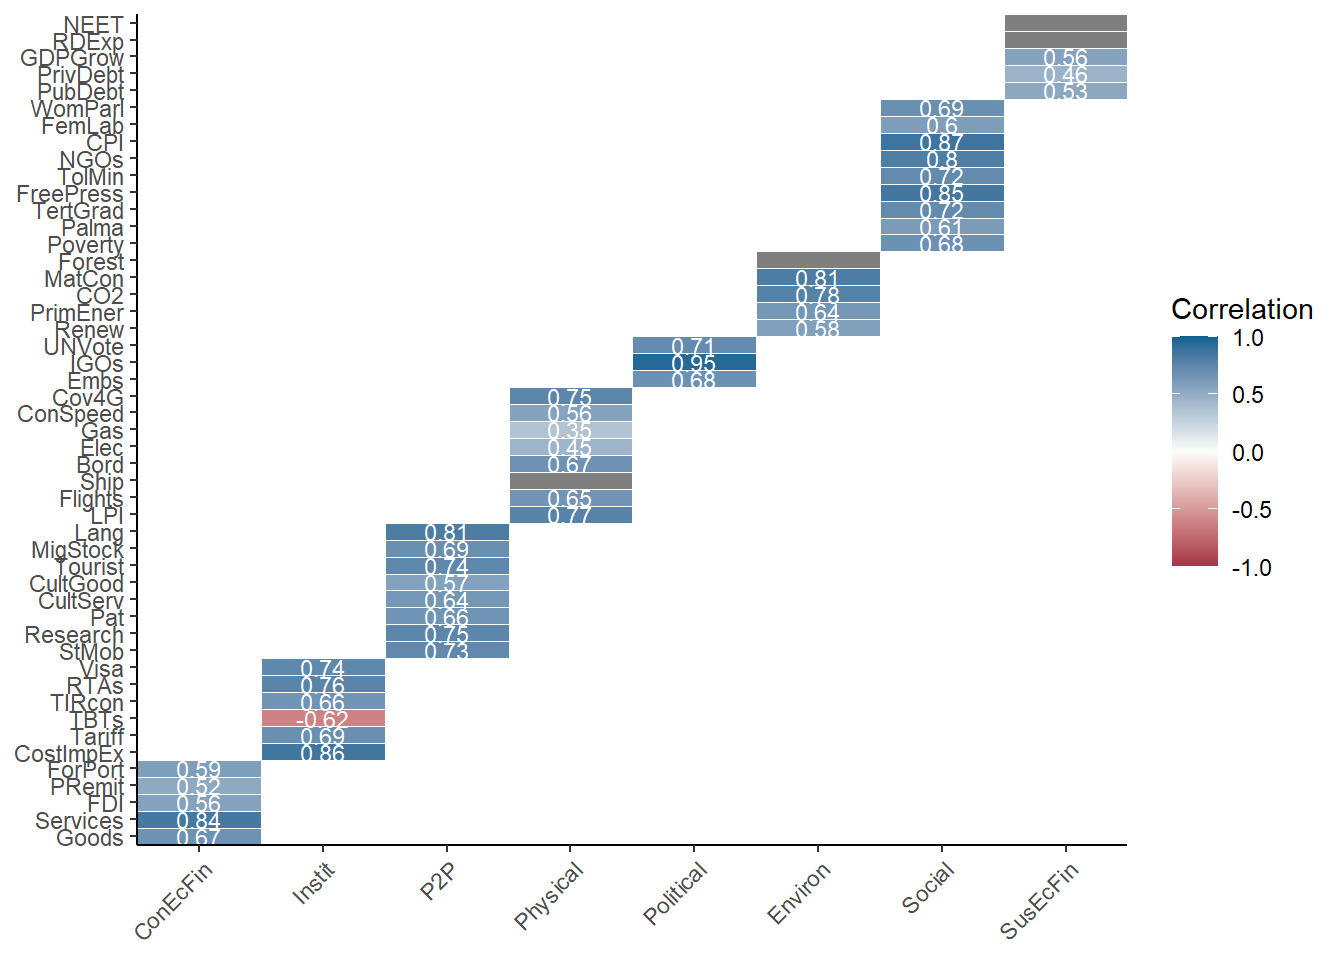 NEET
RDExp
GDPGrow 0.56
PrivDebt 0.46
PubDebt 0.53
WomParl 0.69
FemLab 0.6
CPI 0.87
NGOs 0.8
TolMin 0.72
FreePress 0.85
TertGrad 0.72
Palma 0.61
Poverty 0.68
Forest
MatCon 0.81
CO2 0.78
PrimEner 0.64
Renew 0.58
UNVote 0.71
IGOs 0.95
Embs 0.68
Cov4G 0.75
ConSpeed 0.56
Gas 0.35
Elec 0.45
Bord 0.67
Ship
Flights 0.65
LPI 0.77
Lang 0.81
MigStock 0.69
Tourist 0.74
CultGood 0.57
CultServ 0.64
Pat 0.66
Research 0.75
StMob 0.73
Visa 0.74
RTAs 0.76
TIRcon 0.66
TBTs -0.62
Tariff 0.69
CostImpEx 0.86
ForPort 0.59
PRemit 0.52
FDI 0.56
Services 0.84
Goods 0.67
ConEcFin Instit P2P Physical Political Environ Social SusEcFin
Correlation
1.0
0.5
0.0
-0.5
-1.0